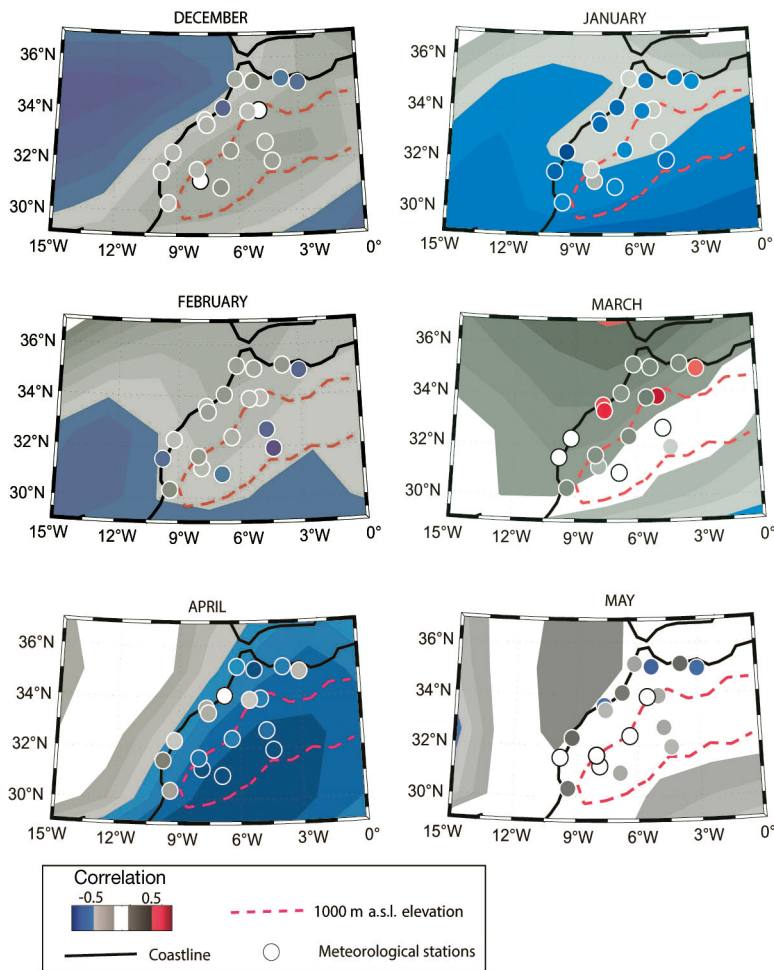 DECEMBER
JANUARY
36°N
34°N
32°N
30°N
15°W 12°W 9°W 6°W 3°W 0°
36°N
34°N
32°N
30°N
15°W 12°W 9°W 6°W 3°W 0°
FEBRUARY
MARCH
36°N
34°N
32°N
30°N
15°W 12°W 9°W 6°W 3°W 0°
36°N
34°N
32°N
30°N
15°W 12°W 9°W 6°W 3°W 0°
APRIL
MAY
36°N
34°N
32°N
30°N
15°W 12°W 9°W 6°W 3°W 0°
36°N
34°N
32°N
30°N
15°W 12°W 9°W 6°W 3°W 0°
Correlation
-0.5 0.5
1000 m a.s.l. elevation
Coastline
Meteorological stations